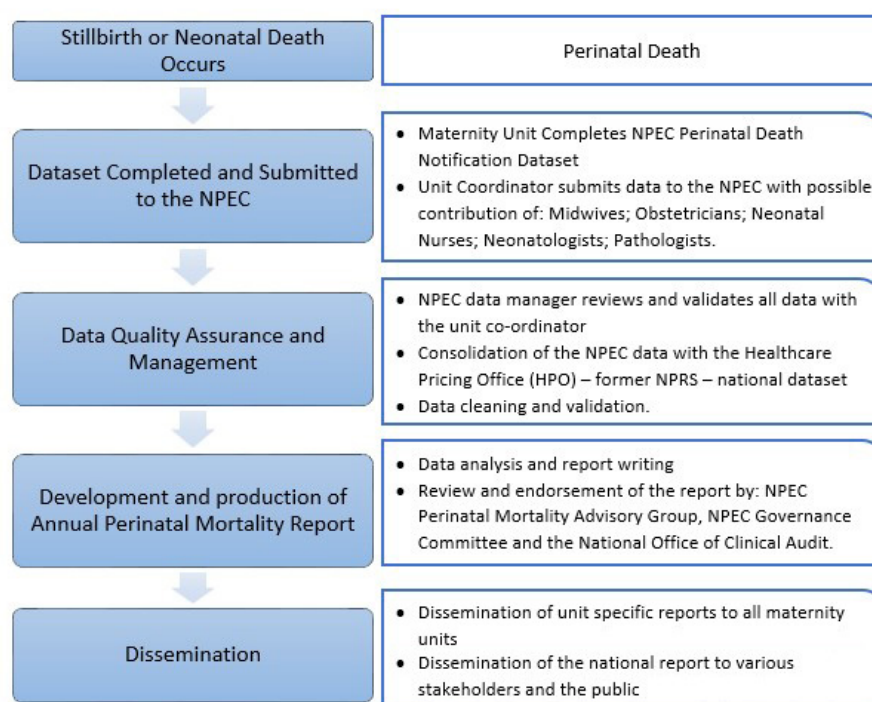 Stillbirth or Neonatal Death
Occurs
Perinatal Death
Dataset Completed and Submitted
to the NPEC
• Maternity Unit Completes NPEC Perinatal Death
Notification Dataset
• Unit Coordinator submits data to the NPEC with possible
contribution of: Midwives; Obstetricians; Neonatal
Nurses; Neonatologists; Pathologists.
Data Quality Assurance and
Management
• NPEC data manager reviews and validates all data with
the unit co-ordinator
• Consolidation of the NPEC data with the Healthcare
Pricing Office (HPO) – former NPRS – national dataset
• Data cleaning and validation.
Development and production of
Annual Perinatal Mortality Report
• Data analysis and report writing
• Review and endorsement of the report by: NPEC
Perinatal Mortality Advisory Group, NPEC Governance
Committee and the National Office of Clinical Audit.
Dissemination
• Dissemination of unit specific reports to all maternity
units
• Dissemination of the national report to various
stakeholders and the public